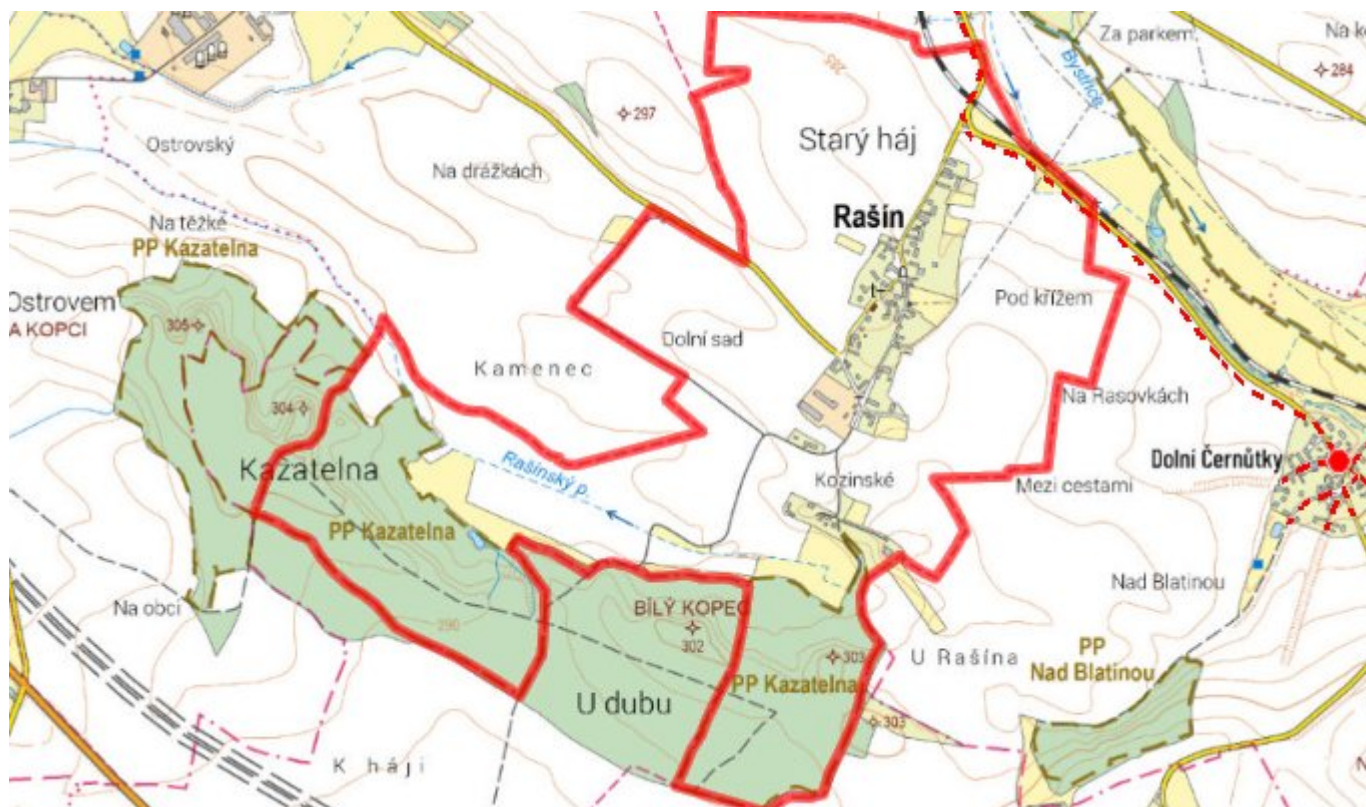 Za parkem
Na
284
Bystřice
285
297
Ostrovský
Starý háj
Na drážkách
Rašín
Na těžké
PP Kazatelna
Ostrovem
A KOPCI
305
Pod křížem
Dolní sad
Kamenec
Na Rasovkách
304
Kazatelna
Rašínský p.
Dolní Černůtky
Kozinské
Mezi cestami
PP Kazatelna
Nad Blatinou
Na obci
290
BÍLÝ KOPEC
302
303
U Rašína
PP
Nad Blatinou
PP Kazatelna
U dubu
303
K háji
N